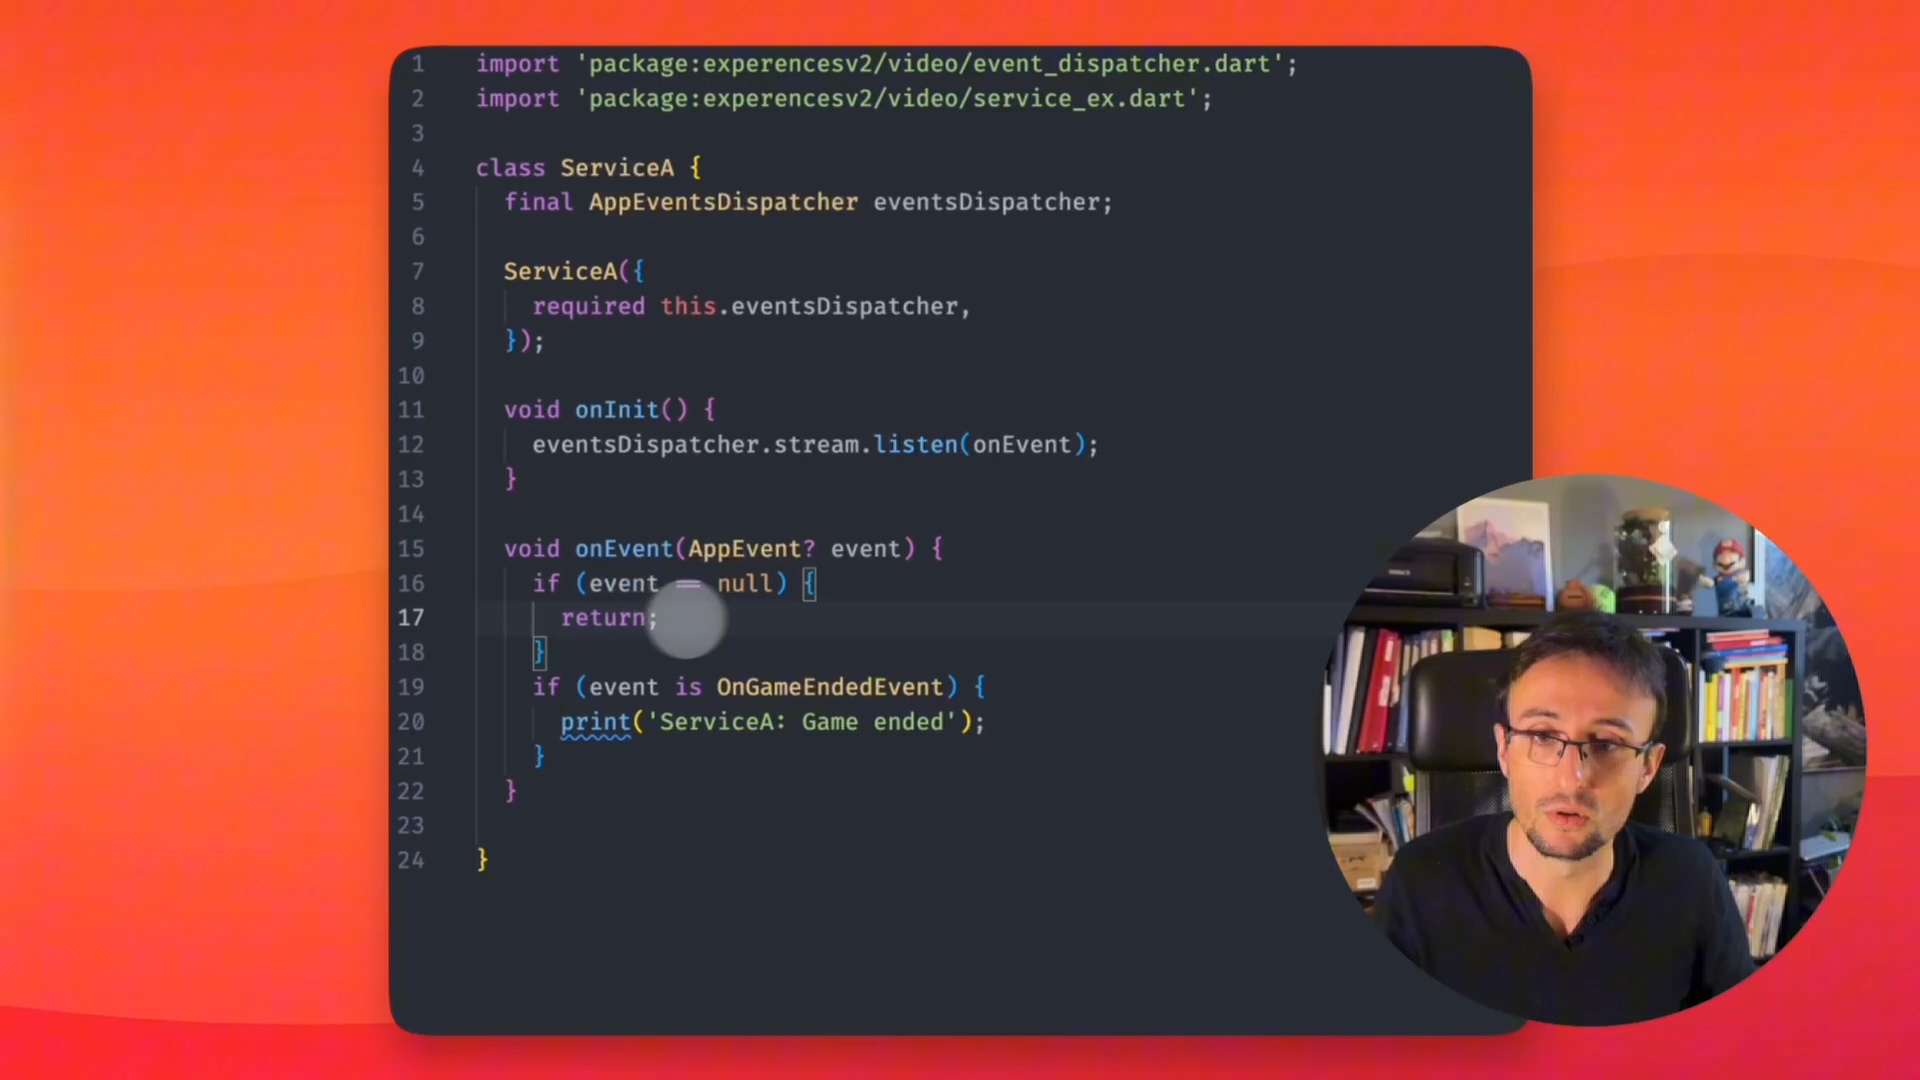 1 import 'package:experencesv2/video/event_dispatcher.dart';
2 import 'package:experencesv2/video/service_ex.dart';
3
4 class ServiceA {
5 final AppEventsDispatcher eventsDispatcher;
6
7 ServiceA({
8 required this.eventsDispatcher,
9 });
10
11 void onInit() {
12 eventsDispatcher.stream.listen(onEvent);
13 }
14
15 void onEvent(AppEvent? event) {
16 if (event == null) {
17 return;
18 }
19 if (event is OnGameEndedEvent) {
20 print('ServiceA: Game ended');
21 }
22 }
23
24 }